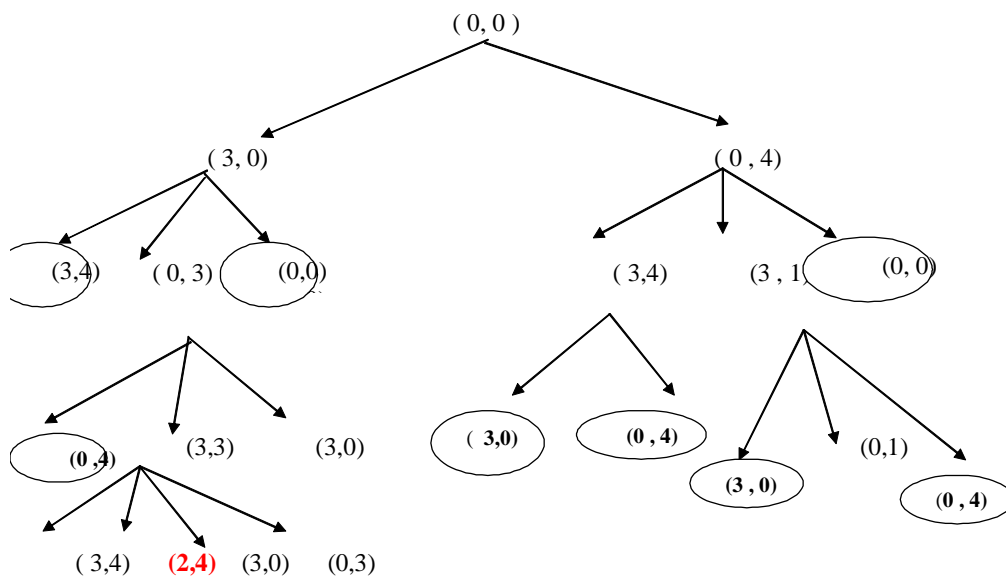 ( 0, 0 )
( 3, 0) ( 0 , 4)
(3,4) ( 0, 3) (0,0) ( 3,4) (3 , 1) (0, 0)
(0 ,4) (3,3) (3,0) ( 3,0) (0 , 4) (0,1)
(3 , 0) (0 , 4)
( 3,4) (2,4) (3,0) (0,3)